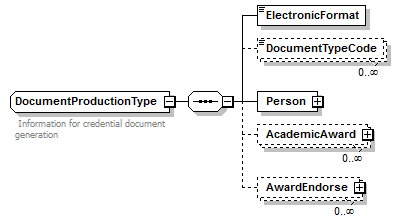 ElectronicFormat
DocumentTypeCode
0..∞
DocumentProductionType
Information for credential document
generation
Person
AcademicAward
0..∞
AwardEndorse
0..∞